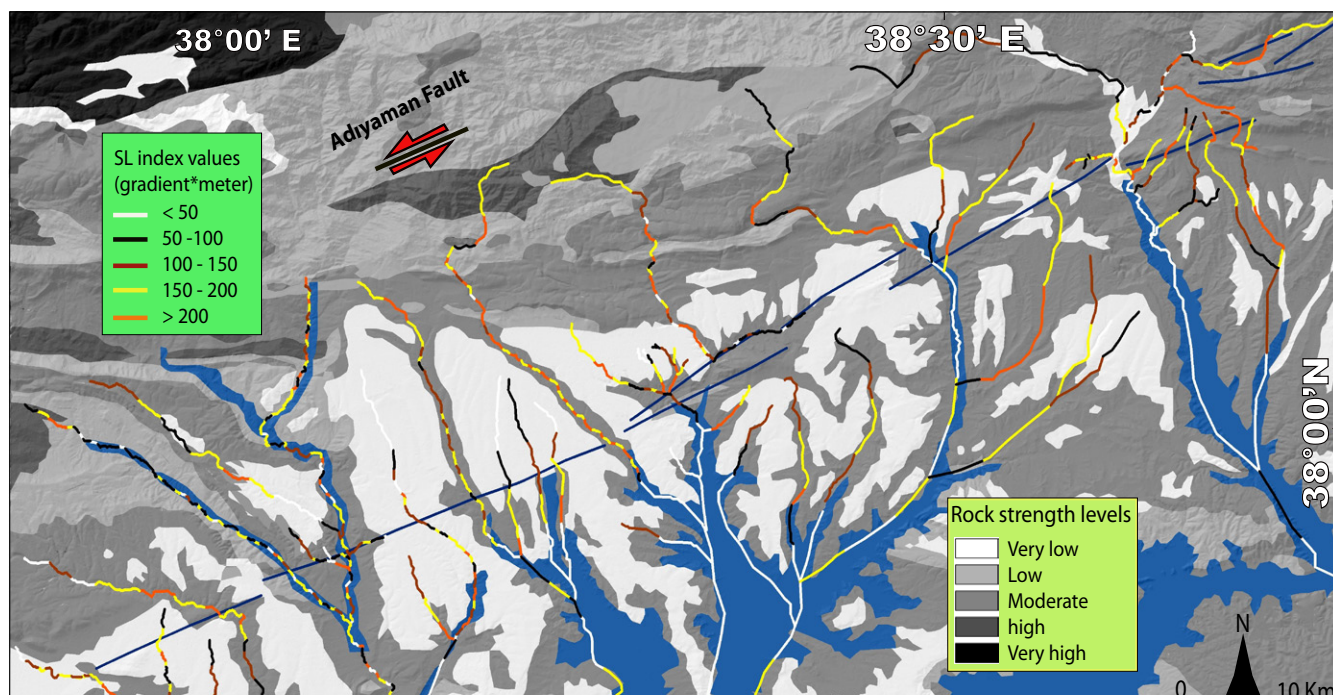 38°00' E
38°30' E
Adıyaman Fault
SL index values
(gradient*meter)
< 50
50 -100
100 - 150
150 - 200
> 200
38°00'N
Rock strength levels
Very low
Low
Moderate
high
Very high
N
0 10 Km